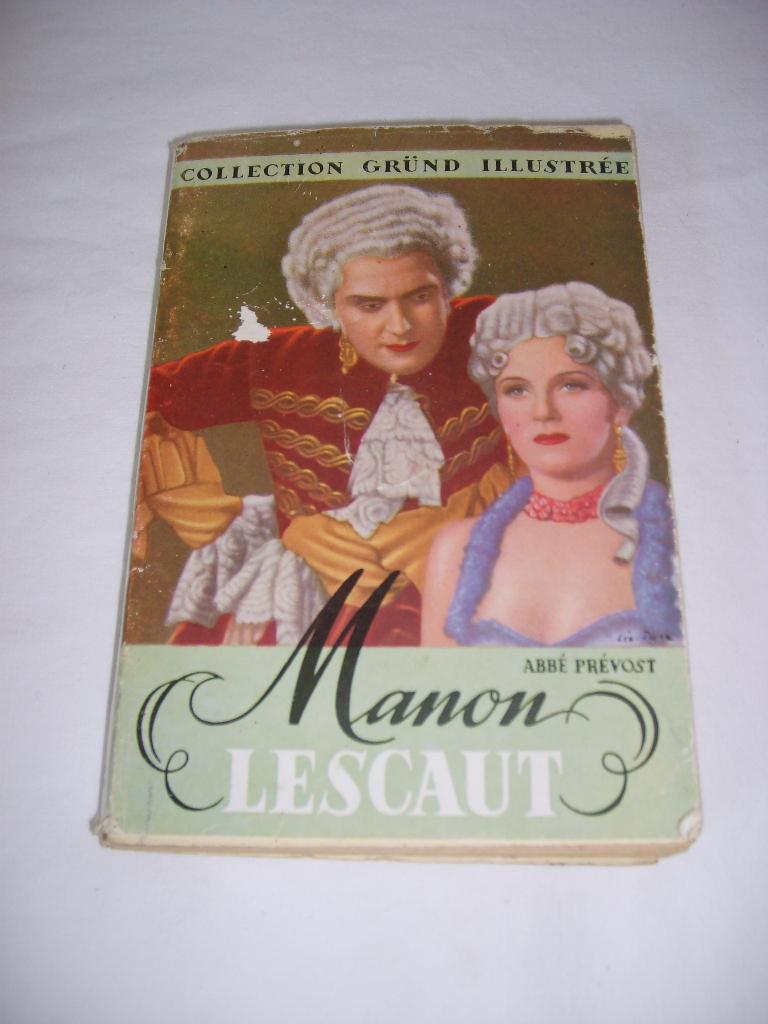 COLLECTION GRÜND ILLUSTRÉE
ABBÉ PRÉVOST
Manon
LESCAUT